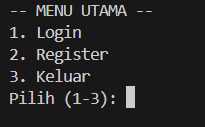 -- MENU UTAMA --
1. Login
2. Register
3. Keluar
Pilih (1-3):